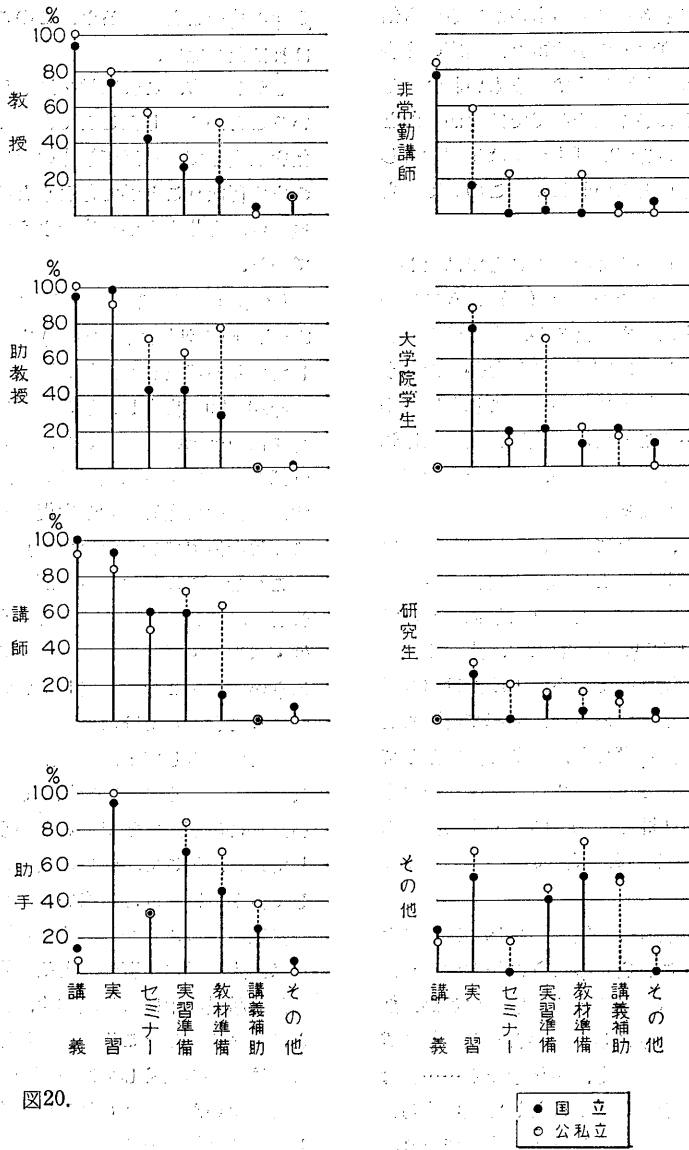 %
100
80
60
40
20
教授
非常勤講師
%
100
80
60
40
20
助教授
大学院学生
%
100
80
60
40
20
講師
研究生
%
100
80
60
40
20
助手
その他
講義
実習
セミナー
実習準備
教材準備
講義補助
その他
講義
実習
セミナー
実習準備
教材準備
講義補助
その他
図20.
● 国立
○ 公私立